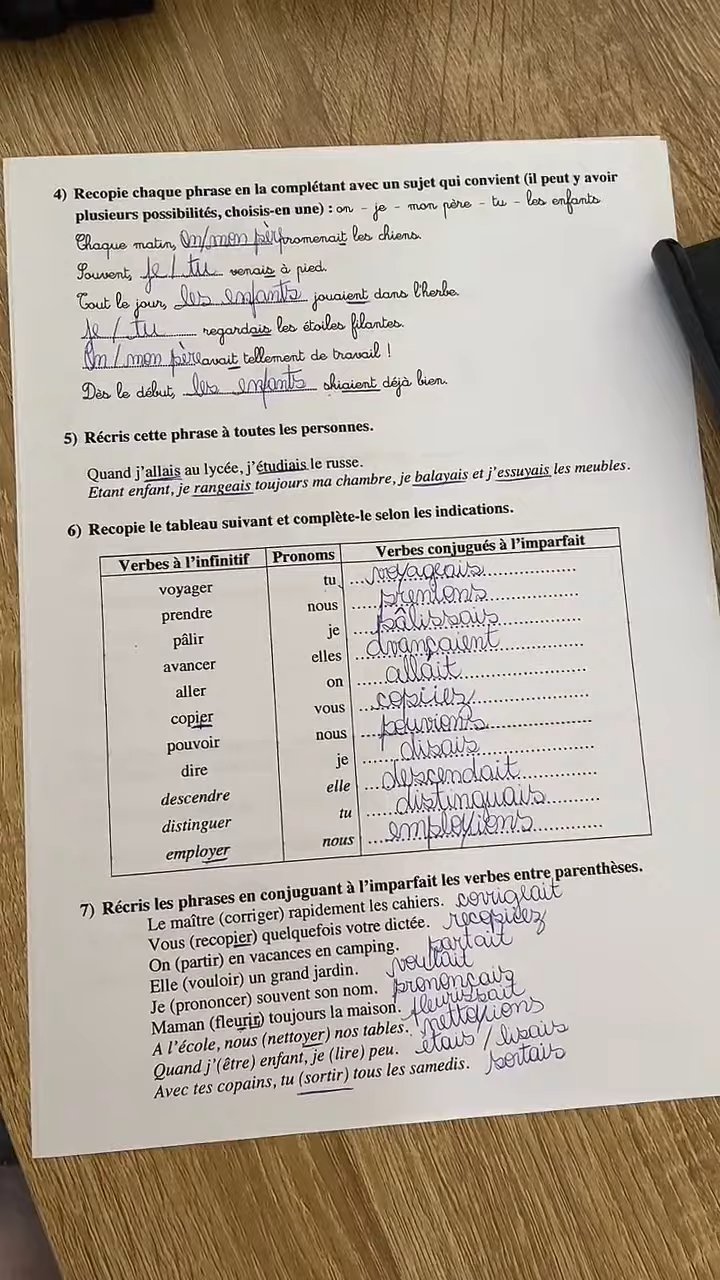 4) Recopie chaque phrase en la complétant avec un sujet qui convient (il peut y avoir
plusieurs possibilités, choisis-en une) : on - je - mon père - tu - les enfants
Chaque matin, On/mon père promenait les chiens.
Souvent, je / tu venais à pied.
Tout le jour, les enfants jouaient dans l'herbe.
Je / tu regardais les étoiles filantes.
On / mon père avait tellement de travail !
Dès le début, les enfants skiaient déjà bien.
5) Récris cette phrase à toutes les personnes.
Quand j'allais au lycée, j'étudiais le russe.
Etant enfant, je rangeais toujours ma chambre, je balayais et j'essuyais les meubles.
6) Recopie le tableau suivant et complète-le selon les indications.
Verbes à l'infinitif Pronoms Verbes conjugués à l'imparfait
voyager tu voyageais
prendre nous prenions
pâlir je pâlissais
avancer elles avançaient
aller on allait
copier vous copiiez
pouvoir nous pouvions
dire je disais
descendre elle descendait
distinguer tu distinguais
employer nous employions
7) Récris les phrases en conjuguant à l'imparfait les verbes entre parenthèses.
Le maître (corriger) rapidement les cahiers. corrigeait
Vous (recopier) quelquefois votre dictée. recopiiez
On (partir) en vacances en camping. partait
Elle (vouloir) un grand jardin. voulait
Je (prononcer) souvent son nom. prononçais
Maman (fleurir) toujours la maison. fleurissait
A l'école, nous (nettoyer) nos tables. nettoyions
Quand j'(être) enfant, je (lire) peu. étais / lisais
Avec tes copains, tu (sortir) tous les samedis. sortais